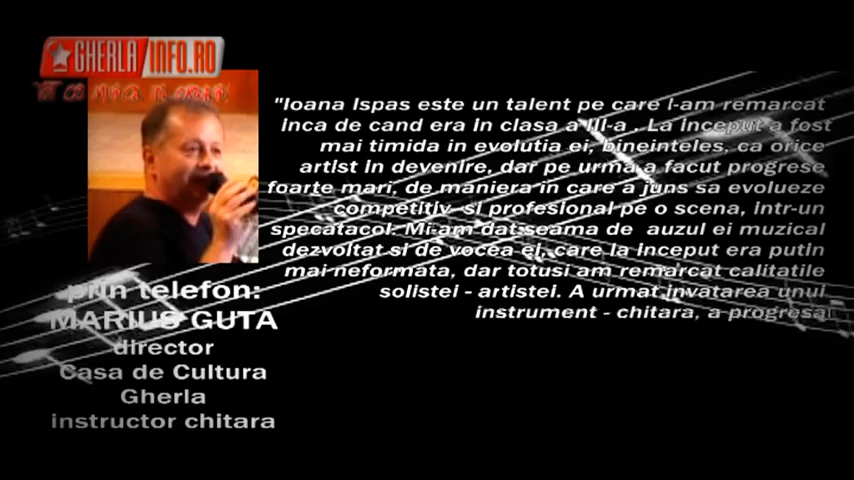 GHERLA INFO.RO
"Ioana Ispas este un talent pe care l-am remarcat
inca de cand era in clasa a III-a . La inceput a fost
mai timida in evolutia ei, bineinteles, ca orice
artist in devenire, dar pe urma a facut progrese
foarte mari, de maniera in care a juns sa evolueze
competitiv si profesional pe o scena, intr-un
specatacol. Mi-am dat seama de auzul ei muzical
dezvoltat si de vocea ei, care la inceput era putin
mai neformata, dar totusi am remarcat calitatile
solistei - artistei. A urmat invatarea unui
instrument - chitara, a progresa
prin telefon:
MARIUS GUTA
director
Casa de Cultura
Gherla
instructor chitara